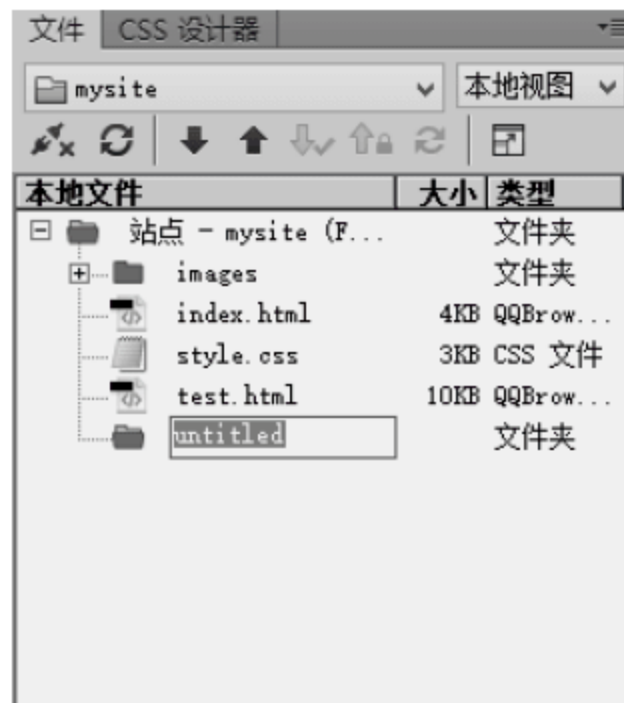 文件 CSS 设计器
mysite 本地视图
本地文件 大小 类型
站点 - mysite (F... 文件夹
images 文件夹
index.html 4KB QQBrow...
style.css 3KB CSS 文件
test.html 10KB QQBrow...
untitled 文件夹